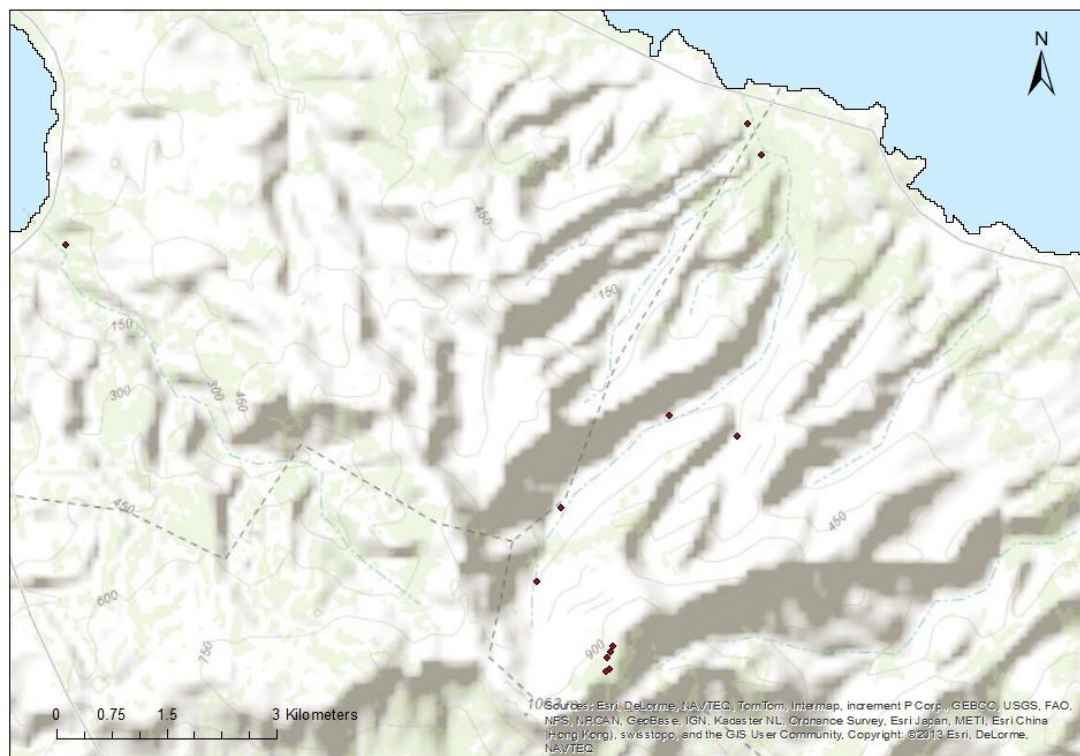 N
450
150
150
300
300
450
450
450
600
750
900
1062
0 0.75 1.5 3 Kilometers
Sources: Esri, DeLorme, NAVTEQ, TomTom, Intermap, increment P Corp., GEBCO, USGS, FAO,
NPS, NRCAN, GeoBase, IGN, Kadaster NL, Ordnance Survey, Esri Japan, METI, Esri China
(Hong Kong), swisstopo, and the GIS User Community, Copyright: ©2013 Esri, DeLorme,
NAVTEQ